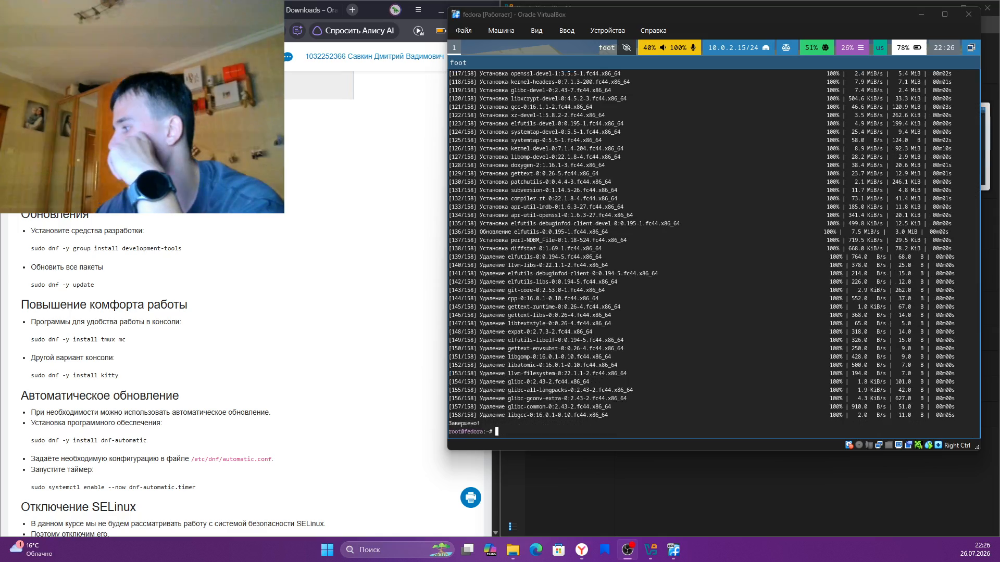 Downloads – Ora
Спросить Алису AI
1032252366 Савкин Дмитрий Вадимович
Обновления
• Установите средства разработки:
sudo dnf -y group install development-tools
• Обновить все пакеты
sudo dnf -y update
Повышение комфорта работы
• Программы для удобства работы в консоли:
sudo dnf -y install tmux mc
• Другой вариант консоли:
sudo dnf -y install kitty
Автоматическое обновление
• При необходимости можно использовать автоматическое обновление.
• Установка программного обеспечения:
sudo dnf -y install dnf-automatic
• Задаёте необходимую конфигурацию в файле /etc/dnf/automatic.conf.
• Запустите таймер:
sudo systemctl enable --now dnf-automatic.timer
Отключение SELinux
• В данном курсе мы не будем рассматривать работу с системой безопасности SELinux.
• Поэтому отключим его.
fedora [Работает] - Oracle VirtualBox
Файл Машина Вид Ввод Устройства Справка
1 foot 40% 100% 10.0.2.15/24 51% 26% us 78% 22:26
foot
[117/158] Установка openssl-devel-1:3.5.5-1.fc44.x86_64 100% | 2.4 MiB/s | 5.4 MiB | 00m02s
[118/158] Установка kernel-headers-0:7.1.3-200.fc44.x86_64 100% | 7.9 MiB/s | 7.1 MiB | 00m00s
[119/158] Установка glibc-devel-0:2.43-7.fc44.x86_64 100% | 7.4 MiB/s | 2.4 MiB | 00m00s
[120/158] Установка libxcrypt-devel-0:4.5.2-3.fc44.x86_64 100% | 504.6 KiB/s | 33.3 KiB | 00m00s
[121/158] Установка gcc-0:16.1.1-2.fc44.x86_64 100% | 46.6 MiB/s | 120.9 MiB | 00m03s
[122/158] Установка xz-devel-1:5.8.2-2.fc44.x86_64 100% | 3.5 MiB/s | 262.6 KiB | 00m00s
[123/158] Установка elfutils-devel-0:0.195-1.fc44.x86_64 100% | 4.9 MiB/s | 199.4 KiB | 00m00s
[124/158] Установка systemtap-devel-0:5.5-1.fc44.x86_64 100% | 25.4 MiB/s | 9.4 MiB | 00m00s
[125/158] Установка systemtap-0:5.5-1.fc44.x86_64 100% | 58.0 B/s | 124.0 B | 00m02s
[126/158] Установка kernel-devel-0:7.1.4-204.fc44.x86_64 100% | 8.9 MiB/s | 92.3 MiB | 00m10s
[127/158] Установка libomp-devel-0:22.1.8-4.fc44.x86_64 100% | 28.2 MiB/s | 2.9 MiB | 00m00s
[128/158] Установка doxygen-2:1.16.1-3.fc44.x86_64 100% | 38.4 MiB/s | 20.6 MiB | 00m01s
[129/158] Установка gettext-0:0.26-5.fc44.x86_64 100% | 23.7 MiB/s | 12.9 MiB | 00m01s
[130/158] Установка patchutils-0:0.4.4-3.fc44.x86_64 100% | 2.1 MiB/s | 246.1 KiB | 00m00s
[131/158] Установка subversion-0:1.14.5-26.fc44.x86_64 100% | 11.7 MiB/s | 4.8 MiB | 00m00s
[132/158] Установка compiler-rt-0:22.1.8-4.fc44.x86_64 100% | 73.1 MiB/s | 41.4 MiB | 00m01s
[133/158] Установка apr-util-lmdb-0:1.6.3-27.fc44.x86_64 100% | 185.0 KiB/s | 11.8 KiB | 00m00s
[134/158] Установка apr-util-openssl-0:1.6.3-27.fc44.x86_64 100% | 341.4 KiB/s | 20.1 KiB | 00m00s
[135/158] Установка elfutils-debuginfod-client-devel-0:0.195-1.fc44.x86_64 100% | 499.8 KiB/s | 12.5 KiB | 00m00s
[136/158] Обновление elfutils-0:0.195-1.fc44.x86_64 100% | 7.5 MiB/s | 3.0 MiB | 00m00s
[137/158] Установка perl-NDBM_File-0:1.18-524.fc44.x86_64 100% | 719.5 KiB/s | 29.5 KiB | 00m00s
[138/158] Установка diffstat-0:1.69-1.fc44.x86_64 100% | 668.0 KiB/s | 78.2 KiB | 00m00s
[139/158] Удаление elfutils-0:0.194-5.fc44.x86_64 100% | 764.0 B/s | 68.0 B | 00m00s
[140/158] Удаление llvm-libs-0:22.1.1-2.fc44.x86_64 100% | 378.0 B/s | 25.0 B | 00m00s
[141/158] Удаление elfutils-debuginfod-client-0:0.194-5.fc44.x86_64 100% | 214.0 B/s | 15.0 B | 00m00s
[142/158] Удаление elfutils-libs-0:0.194-5.fc44.x86_64 100% | 226.0 B/s | 12.0 B | 00m00s
[143/158] Удаление git-core-0:2.53.0-1.fc44.x86_64 100% | 2.9 KiB/s | 262.0 B | 00m00s
[144/158] Удаление cpp-0:16.0.1-0.10.fc44.x86_64 100% | 552.0 B/s | 37.0 B | 00m00s
[145/158] Удаление gettext-runtime-0:0.26-4.fc44.x86_64 100% | 1.0 KiB/s | 67.0 B | 00m00s
[146/158] Удаление gettext-libs-0:0.26-4.fc44.x86_64 100% | 368.0 B/s | 14.0 B | 00m00s
[147/158] Удаление libtextstyle-0:0.26-4.fc44.x86_64 100% | 65.0 B/s | 5.0 B | 00m00s
[148/158] Удаление expat-0:2.7.3-2.fc44.x86_64 100% | 318.0 B/s | 14.0 B | 00m00s
[149/158] Удаление elfutils-libelf-0:0.194-5.fc44.x86_64 100% | 326.0 B/s | 15.0 B | 00m00s
[150/158] Удаление gettext-envsubst-0:0.26-4.fc44.x86_64 100% | 250.0 B/s | 9.0 B | 00m00s
[151/158] Удаление libgomp-0:16.0.1-0.10.fc44.x86_64 100% | 428.0 B/s | 9.0 B | 00m00s
[152/158] Удаление libatomic-0:16.0.1-0.10.fc44.x86_64 100% | 500.0 B/s | 7.0 B | 00m00s
[153/158] Удаление llvm-filesystem-0:22.1.1-2.fc44.x86_64 100% | 194.0 B/s | 7.0 B | 00m00s
[154/158] Удаление glibc-0:2.43-2.fc44.x86_64 100% | 1.8 KiB/s | 101.0 B | 00m00s
[155/158] Удаление glibc-all-langpacks-0:2.43-2.fc44.x86_64 100% | 1.9 KiB/s | 42.0 B | 00m00s
[156/158] Удаление glibc-gconv-extra-0:2.43-2.fc44.x86_64 100% | 4.3 KiB/s | 627.0 B | 00m00s
[157/158] Удаление glibc-common-0:2.43-2.fc44.x86_64 100% | 910.0 B/s | 51.0 B | 00m00s
[158/158] Удаление libgcc-0:16.0.1-0.10.fc44.x86_64 100% | 2.0 B/s | 11.0 B | 00m05s
Завершено!
root@fedora:~#
Right Ctrl
1 16°C
Облачно
Поиск
22:26
26.07.2026